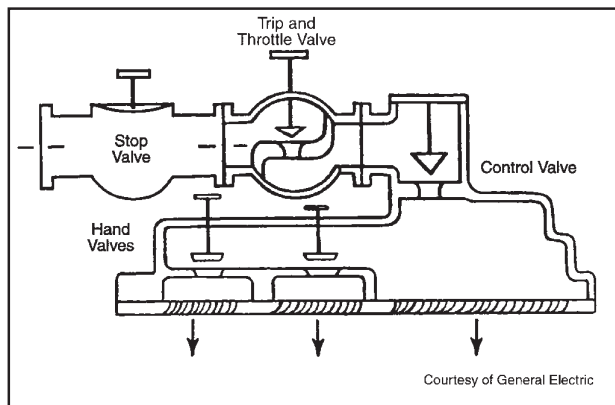 Trip and
Throttle Valve
Stop
Valve
Control Valve
Hand
Valves
Courtesy of General Electric